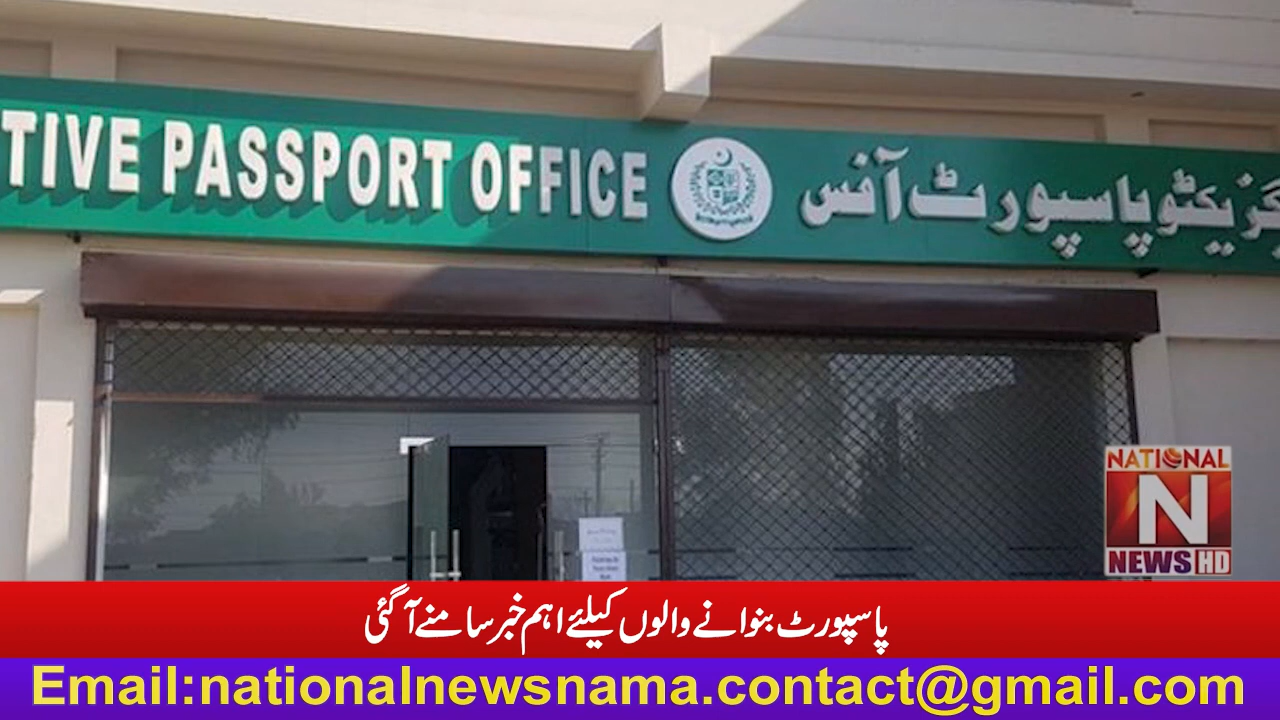 TIVE PASSPORT OFFICE
گزیکٹو پاسپورٹ آفس
NATIONAL
N
NEWS HD
پاسپورٹ بنوانے والوں کیلئے اہم خبر سامنے آ گئی
Email:nationalnewsnama.contact@gmail.com